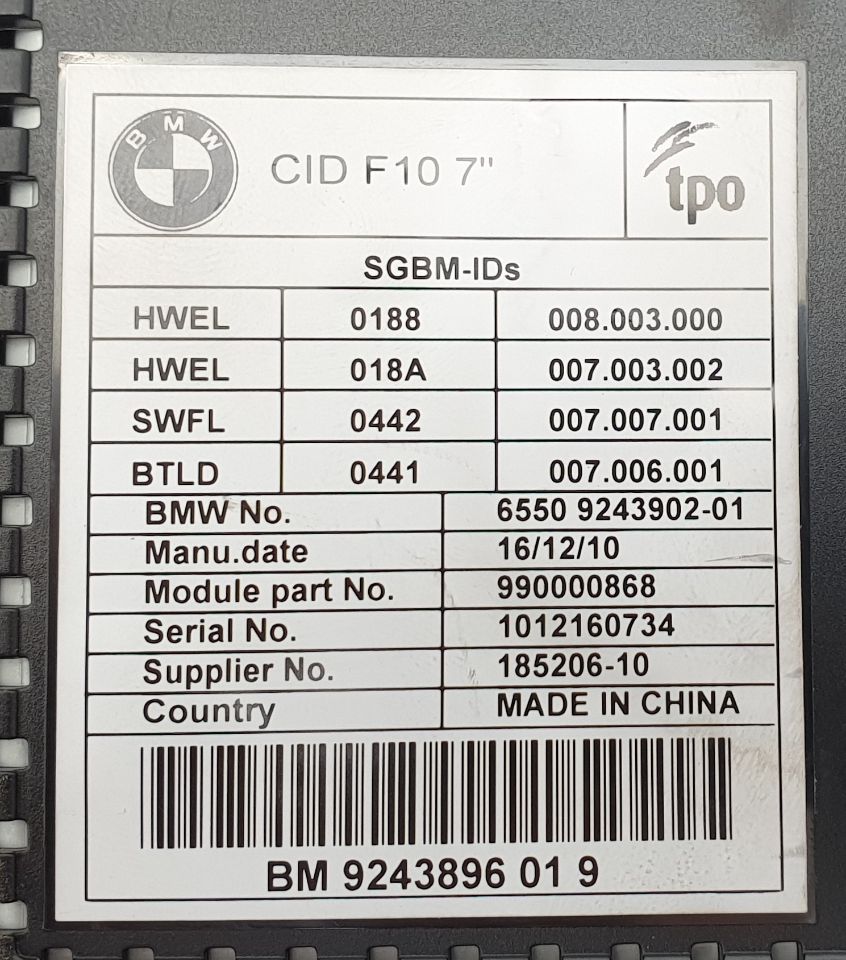 BMW
CID F10 7"
tpo
SGBM-IDs
HWEL 0188 008.003.000
HWEL 018A 007.003.002
SWFL 0442 007.007.001
BTLD 0441 007.006.001
BMW No. 6550 9243902-01
Manu.date 16/12/10
Module part No. 990000868
Serial No. 1012160734
Supplier No. 185206-10
Country MADE IN CHINA
BM 9243896 01 9